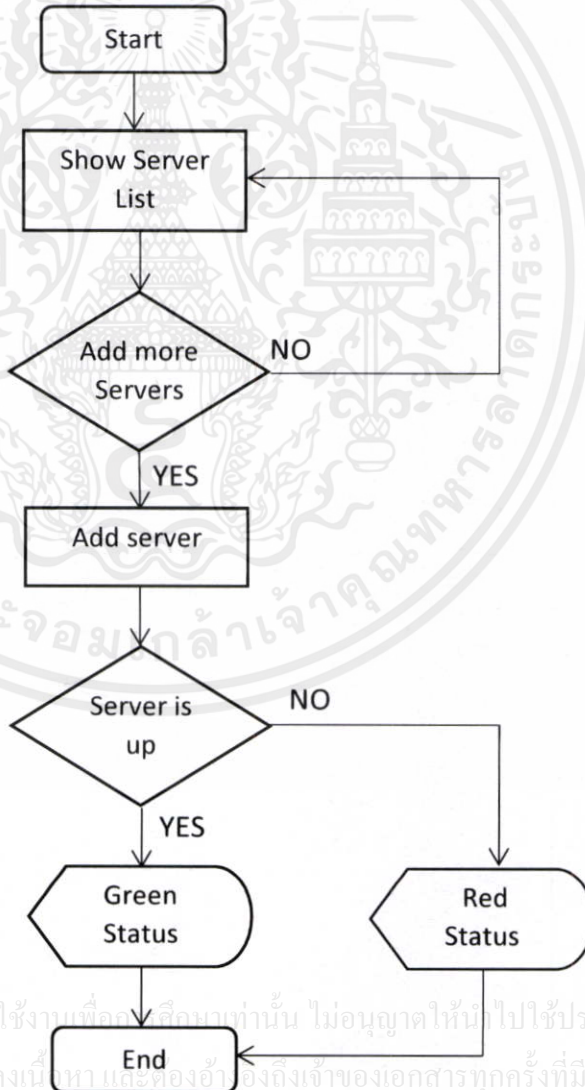 Start
Show Server
List
Add more
Servers
NO
YES
Add server
Server is
up
NO
YES
Green
Status
Red
Status
End